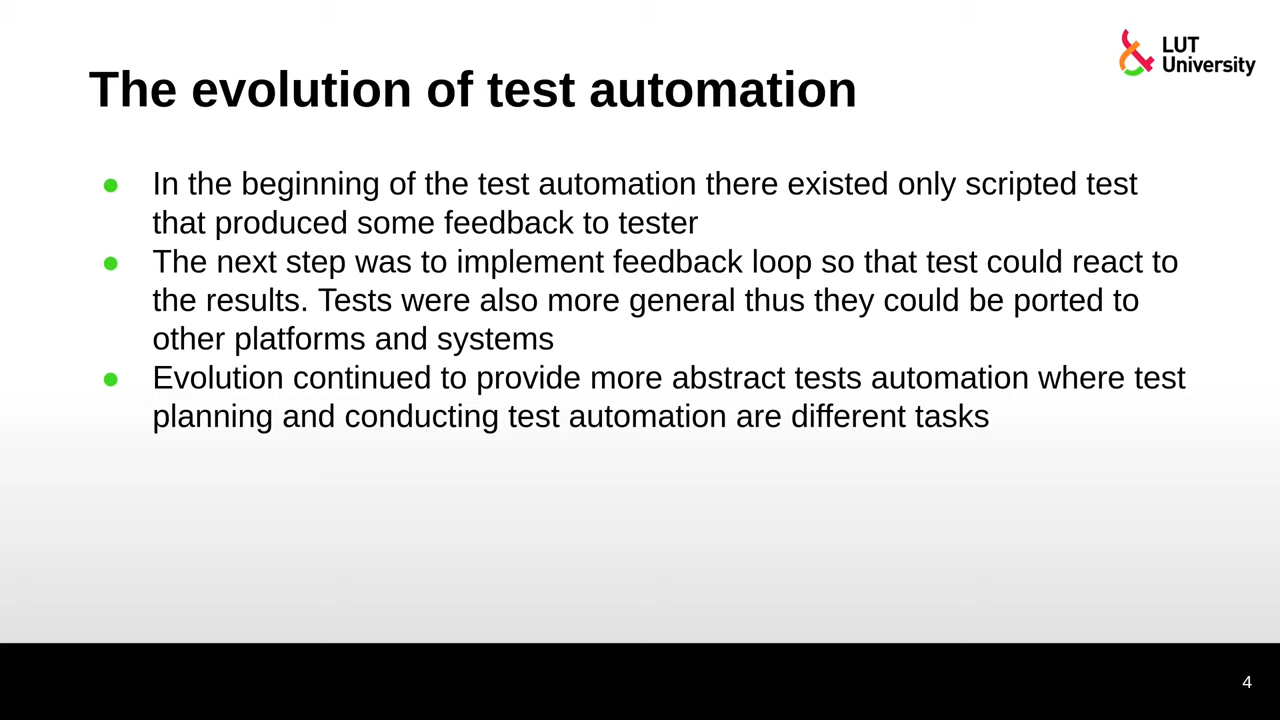 LUT
University
The evolution of test automation
● In the beginning of the test automation there existed only scripted test
that produced some feedback to tester
● The next step was to implement feedback loop so that test could react to
the results. Tests were also more general thus they could be ported to
other platforms and systems
● Evolution continued to provide more abstract tests automation where test
planning and conducting test automation are different tasks
4